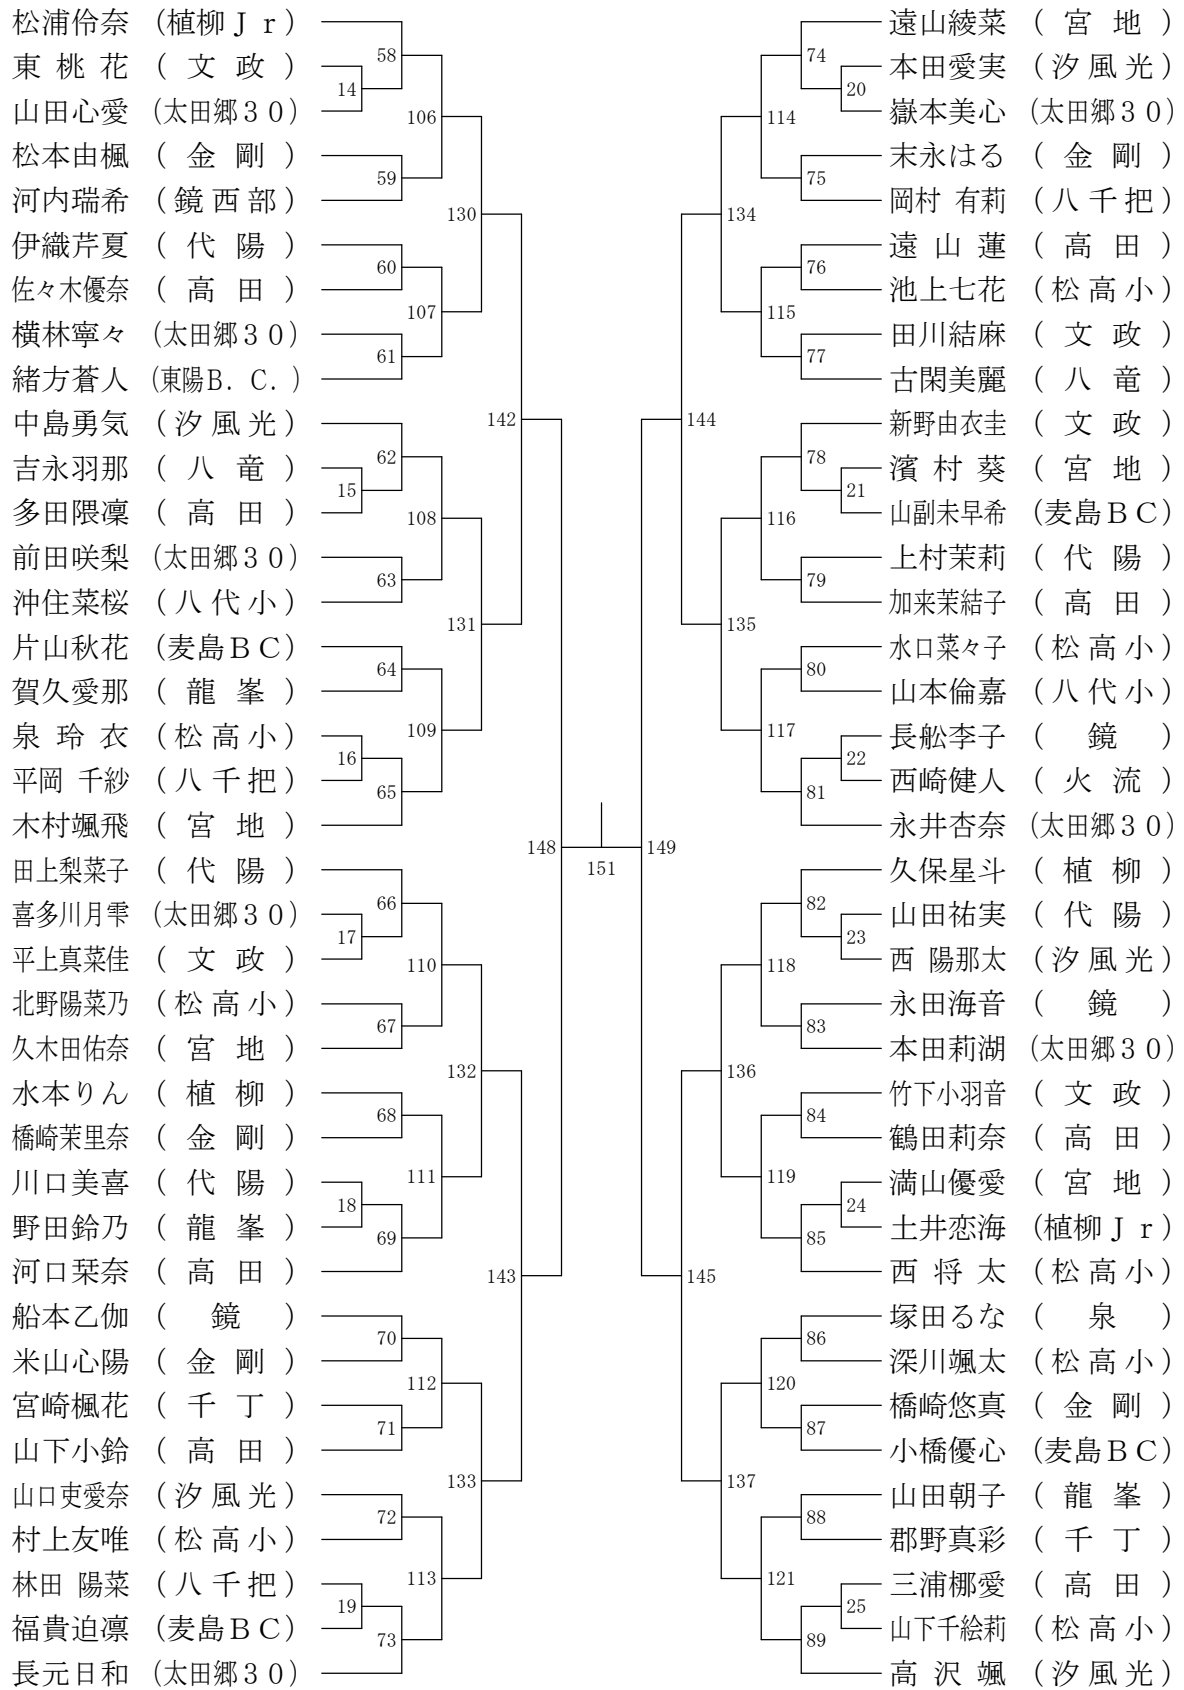 松浦伶奈 (植柳Ｊｒ)
東桃花 (文政)
山田心愛 (太田郷３０)
松本由楓 (金剛)
河内瑞希 (鏡西部)
伊織芹夏 (代陽)
佐々木優奈 (高田)
横林寧々 (太田郷３０)
緒方蒼人 (東陽Ｂ．Ｃ．)
中島勇気 (汐風光)
吉永羽那 (八竜)
多田隈凜 (高田)
前田咲梨 (太田郷３０)
沖住菜桜 (八代小)
片山秋花 (麦島ＢＣ)
賀久愛那 (龍峯)
泉玲衣 (松高小)
平岡 千紗 (八千把)
木村颯飛 (宮地)
田上梨菜子 (代陽)
喜多川月雫 (太田郷３０)
平上真菜佳 (文政)
北野陽菜乃 (松高小)
久木田佑奈 (宮地)
水本りん (植柳)
橋崎茉里奈 (金剛)
川口美喜 (代陽)
野田鈴乃 (龍峯)
河口栞奈 (高田)
船本乙伽 (鏡)
米山心陽 (金剛)
宮崎楓花 (千丁)
山下小鈴 (高田)
山口吏愛奈 (汐風光)
村上友唯 (松高小)
林田 陽菜 (八千把)
福貴迫凛 (麦島ＢＣ)
長元日和 (太田郷３０)
14
15
16
17
18
19
58
59
60
61
62
63
64
65
66
67
68
69
70
71
72
73
106
107
108
109
110
111
112
113
130
131
132
133
142
143
148
151
149
144
145
134
135
136
137
114
115
116
117
118
119
120
121
74
75
76
77
78
79
80
81
82
83
84
85
86
87
88
89
20
21
22
23
24
25
遠山綾菜 (宮地)
本田愛実 (汐風光)
嶽本美心 (太田郷３０)
末永はる (金剛)
岡村 有莉 (八千把)
遠山蓮 (高田)
池上七花 (松高小)
田川結麻 (文政)
古閑美麗 (八竜)
新野由衣圭 (文政)
濱村葵 (宮地)
山副未早希 (麦島ＢＣ)
上村茉莉 (代陽)
加来茉結子 (高田)
水口菜々子 (松高小)
山本倫嘉 (八代小)
長舩李子 (鏡)
西崎健人 (火流)
永井杏奈 (太田郷３０)
久保星斗 (植柳)
山田祐実 (代陽)
西 陽那太 (汐風光)
永田海音 (鏡)
本田莉湖 (太田郷３０)
竹下小羽音 (文政)
鶴田莉奈 (高田)
満山優愛 (宮地)
土井恋海 (植柳Ｊｒ)
西将太 (松高小)
塚田るな (泉)
深川颯太 (松高小)
橋崎悠真 (金剛)
小橋優心 (麦島ＢＣ)
山田朝子 (龍峯)
郡野真彩 (千丁)
三浦梛愛 (高田)
山下千絵莉 (松高小)
高沢颯 (汐風光)